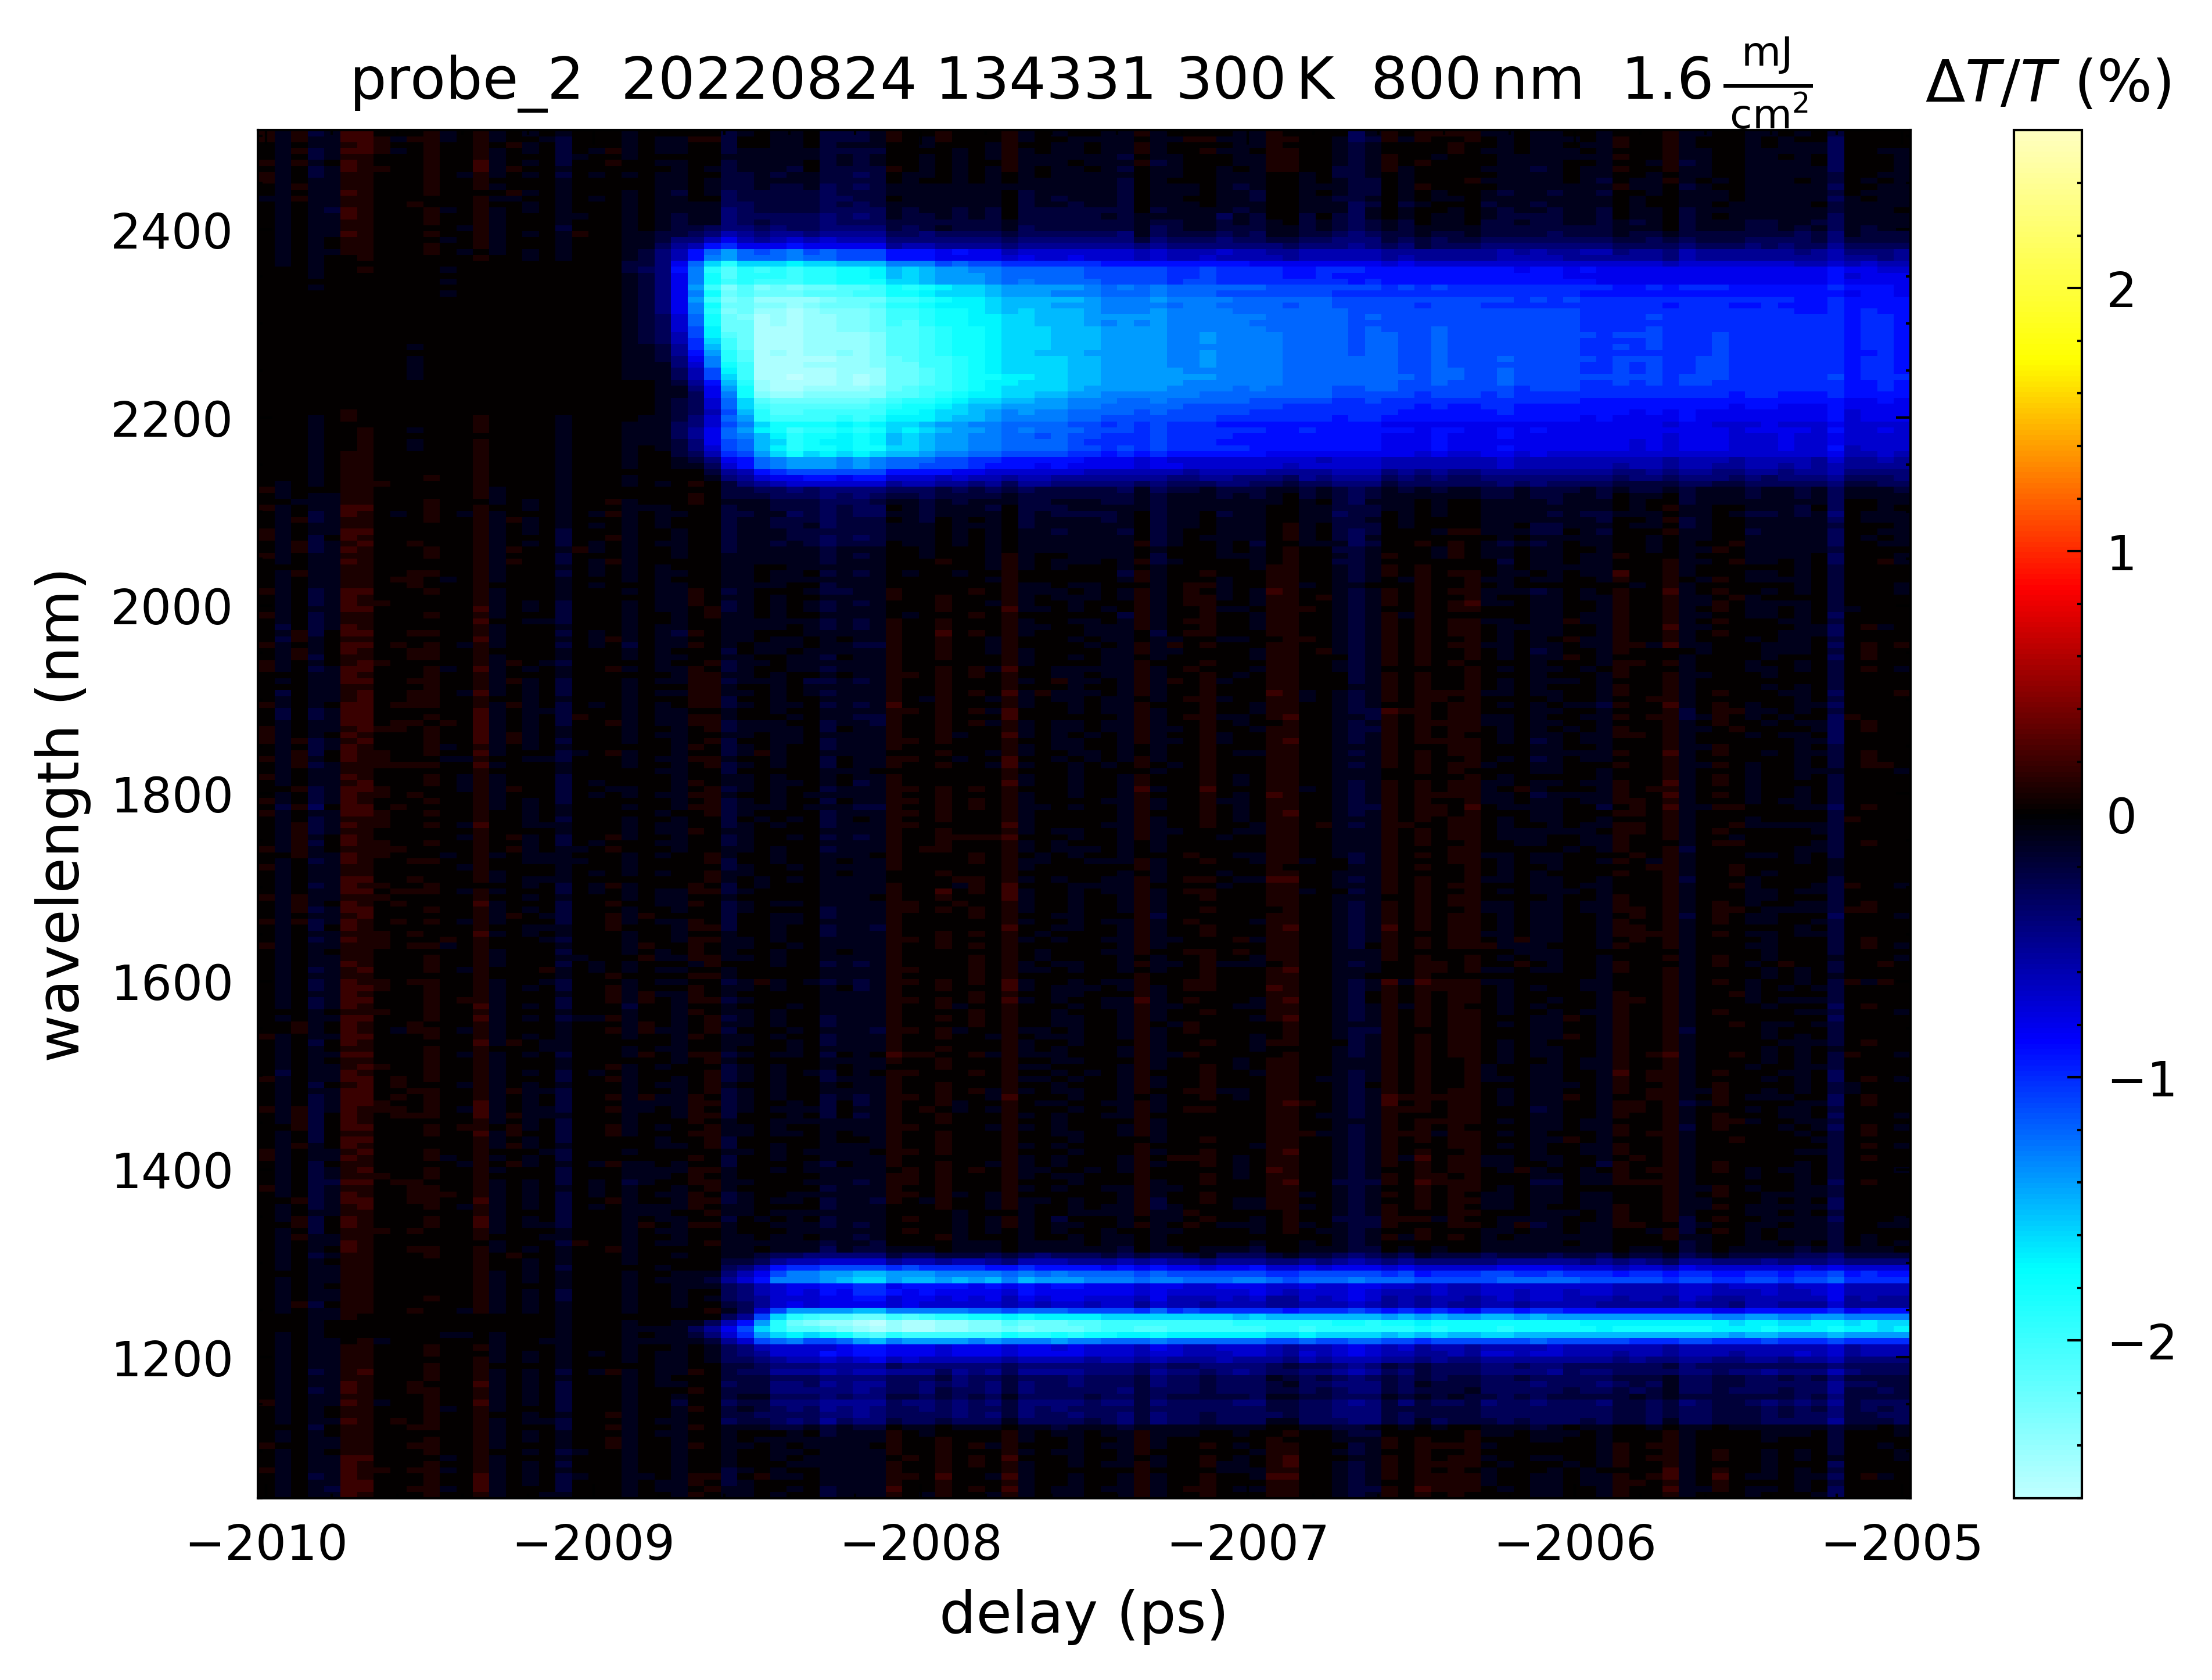 probe_2 20220824 134331 300 K 800 nm 1.6 mJ/cm²
ΔT/T (%)
2400
2200
2000
1800
1600
1400
1200
wavelength (nm)
−2010 −2009 −2008 −2007 −2006 −2005
delay (ps)
2
1
0
−1
−2